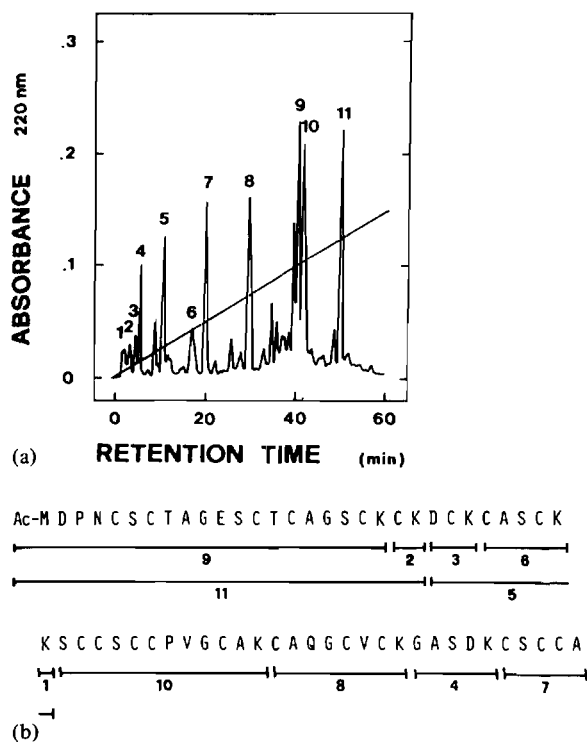 .3
220 nm
ABSORBANCE
.2
.1
0
1 2 3 4 5 6 7 8 9 10 11
0 20 40 60
(a) RETENTION TIME (min)
Ac-M D P N C S C T A G E S C T C A G S C K C K D C K C A S C K
9 2 3 6
11 5
K S C C S C C P V G C A K C A Q G C V C K G A S D K C S C C A
1 10 8 4 7
(b)